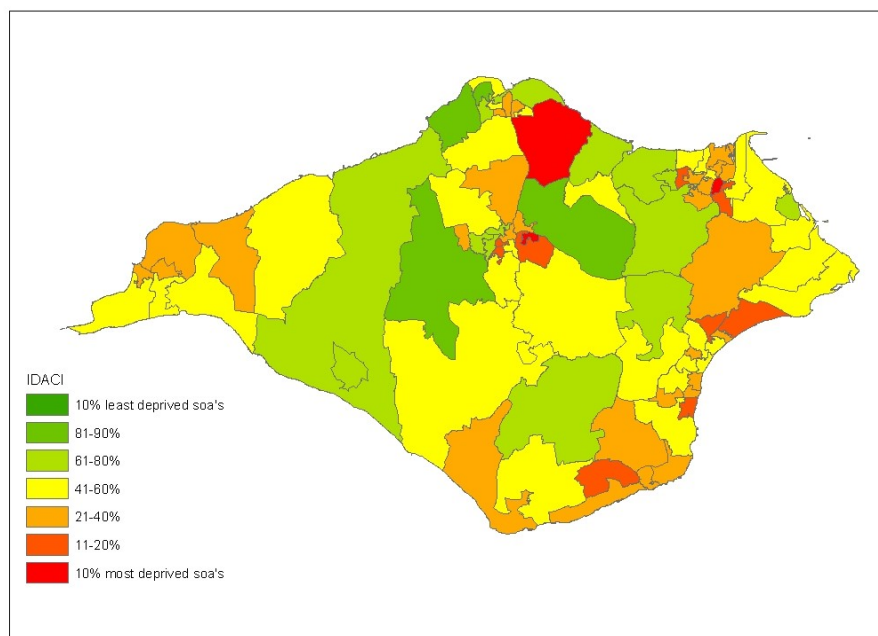 IDACI
10% least deprived soa's
81-90%
61-80%
41-60%
21-40%
11-20%
10% most deprived soa's